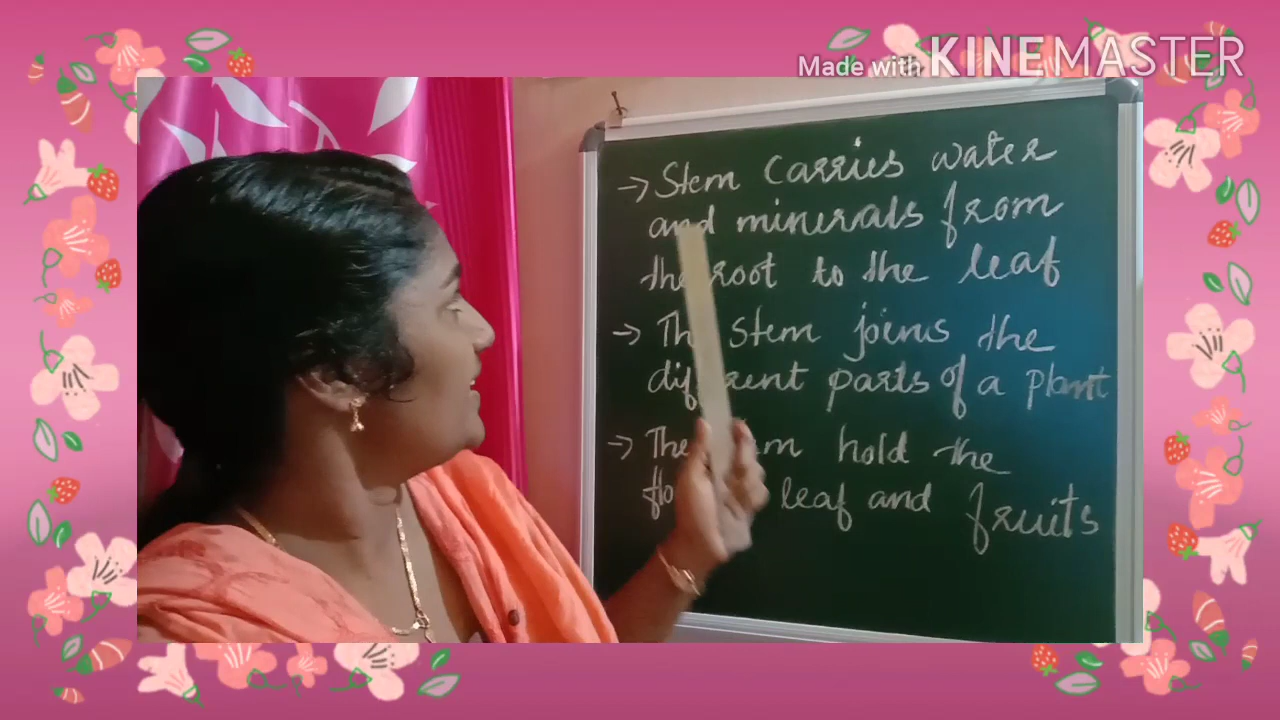 Made with KINEMASTER
→ Stem carries water
and minerals from
the root to the leaf
→ The Stem joins the
different parts of a plant
→ The Stem hold the
leaf and fruits